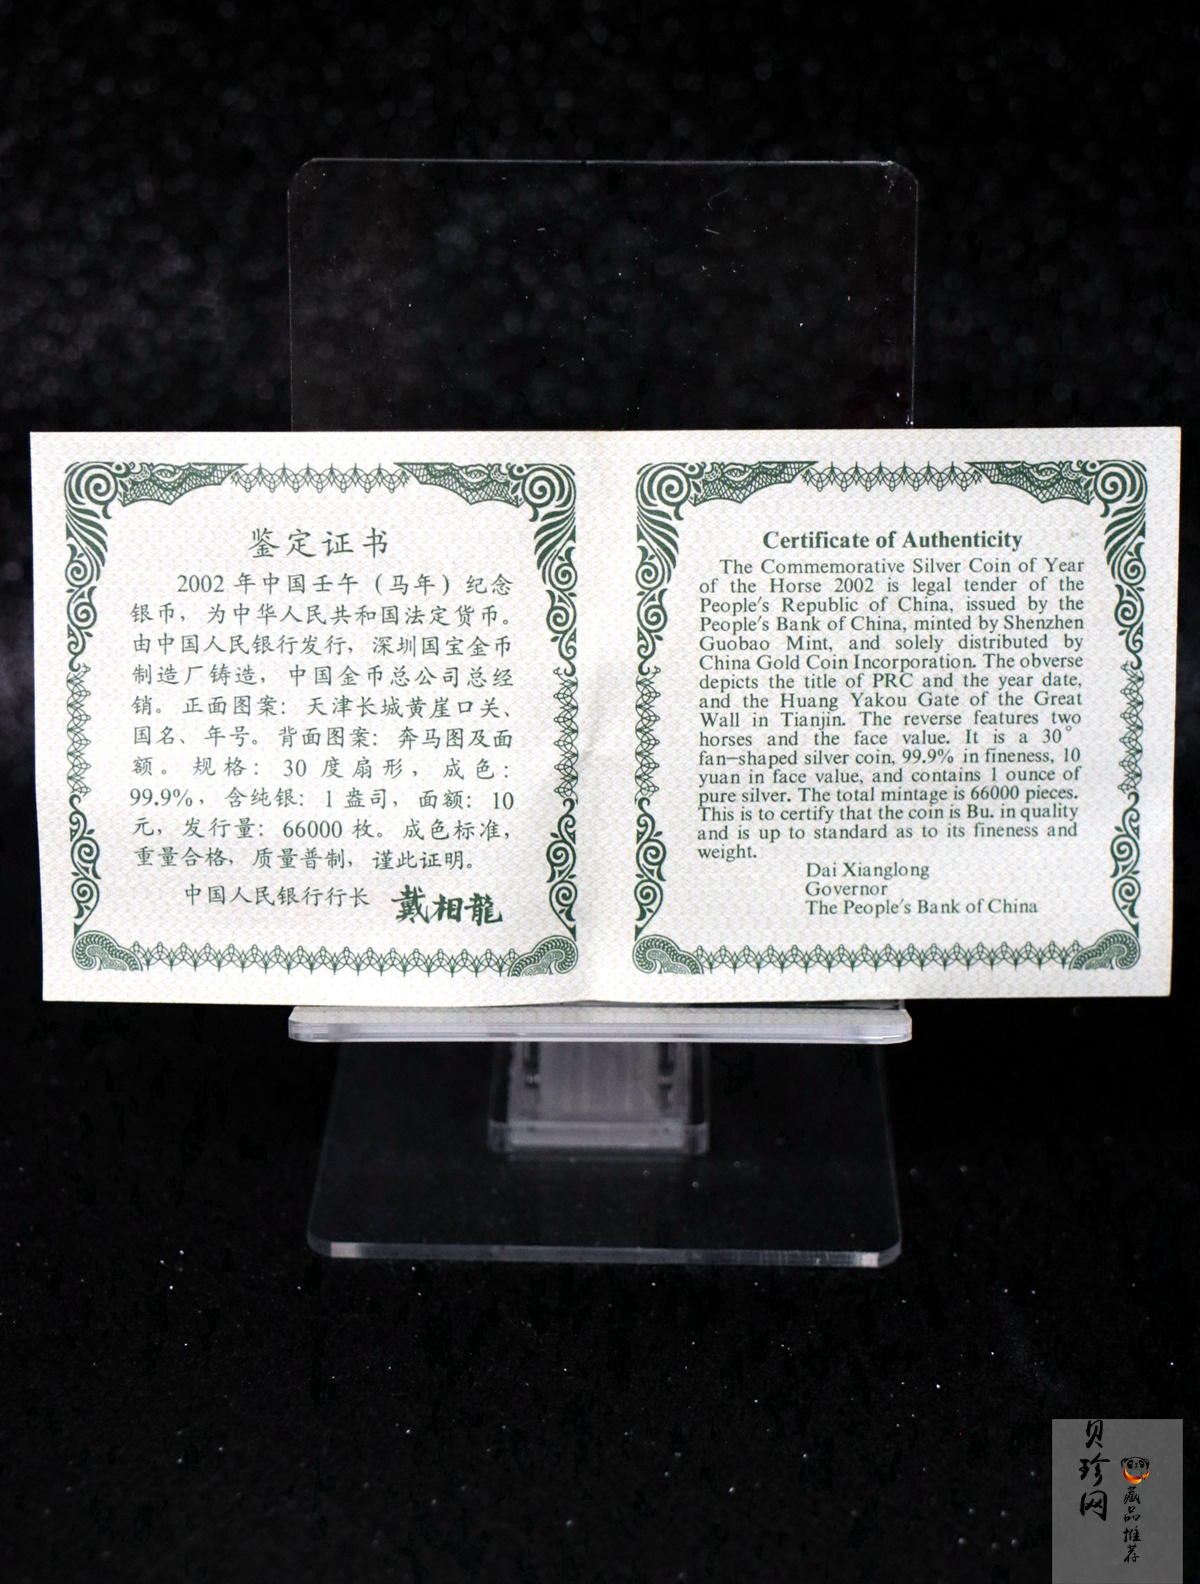 鉴定证书
2002 年中国壬午（马年）纪念
银币，为中华人民共和国法定货币。
由中国人民银行发行，深圳国宝金币
制造厂铸造，中国金币总公司总经
销。正面图案：天津长城黄崖口关、
国名、年号。背面图案：奔马图及面
额。规格：30 度扇形，成色：
99.9%，含纯银：1 盎司，面额：10
元，发行量：66000 枚。成色标准，
重量合格，质量普制，谨此证明。
中国人民银行行长 戴相龍
Certificate of Authenticity
The Commemorative Silver Coin of Year
of the Horse 2002 is legal tender of the
People's Republic of China, issued by the
People's Bank of China, minted by Shenzhen
Guobao Mint, and solely distributed by
China Gold Coin Incorporation. The obverse
depicts the title of PRC and the year date,
and the Huang Yakou Gate of the Great
Wall in Tianjin. The reverse features two
horses and the face value. It is a 30°
fan-shaped silver coin, 99.9% in fineness, 10
yuan in face value, and contains 1 ounce of
pure silver. The total mintage is 66000 pieces.
This is to certify that the coin is Bu. in quality
and is up to standard as to its fineness and
weight.
Dai Xianglong
Governor
The People's Bank of China
贝珍网
藏品推荐